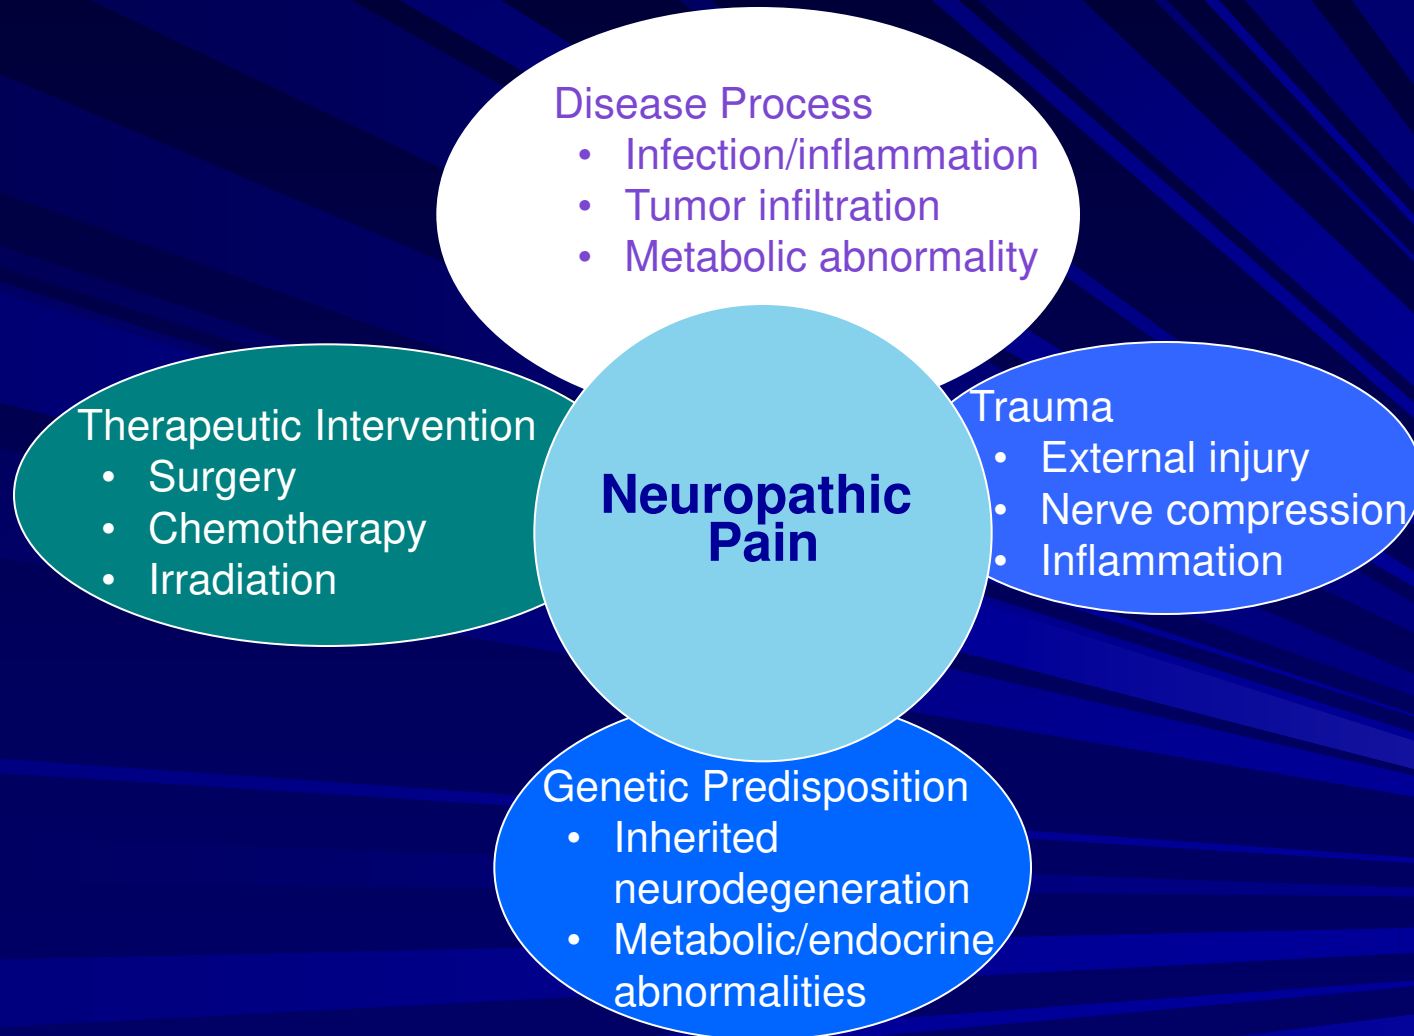 Disease Process
• Infection/inflammation
• Tumor infiltration
• Metabolic abnormality
Therapeutic Intervention
• Surgery
• Chemotherapy
• Irradiation
Neuropathic
Pain
Trauma
• External injury
• Nerve compression
• Inflammation
Genetic Predisposition
• Inherited
neurodegeneration
• Metabolic/endocrine
abnormalities